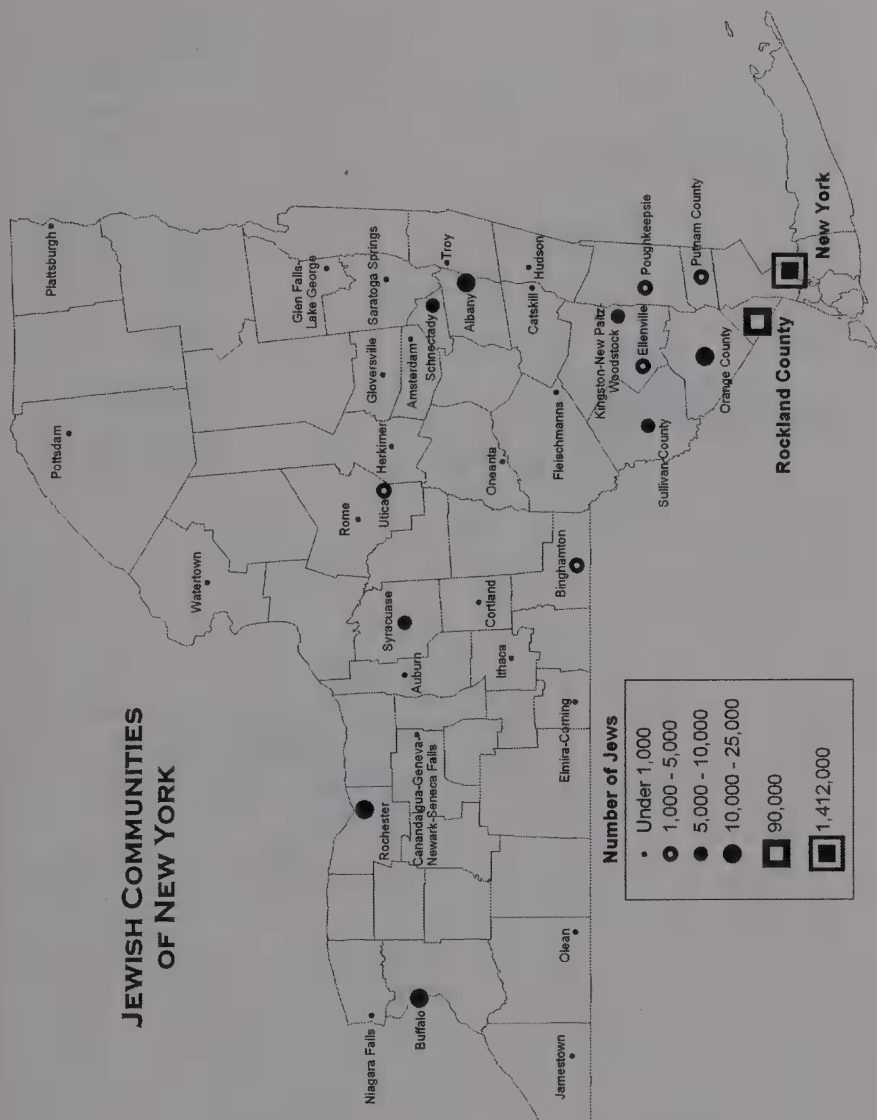 JEWISH COMMUNITIES
OF NEW YORK
Plattsburgh
Pottsdam
Watertown
Glen Falls-
Lake George
Saratoga Springs
Gloversville
Amsterdam
Schnectady
Troy
Albany
Herkimer
Rome
Utica
Syracuase
Auburn
Rochester
Canandaigua-Geneva-
Newark-Seneca Falls
Niagara Falls
Buffalo
Jamestown
Olean
Elmira-Corning
Ithaca
Cortland
Binghamton
Oneanta
Fleischmanns
Catskill
Hudson
Kingston-New Paltz-
Woodstock
Ellenville
Poughkeepsie
Sullivan County
Orange County
Putnam County
Rockland County
New York
Number of Jews
Under 1,000
1,000 - 5,000
5,000 - 10,000
10,000 - 25,000
90,000
1,412,000